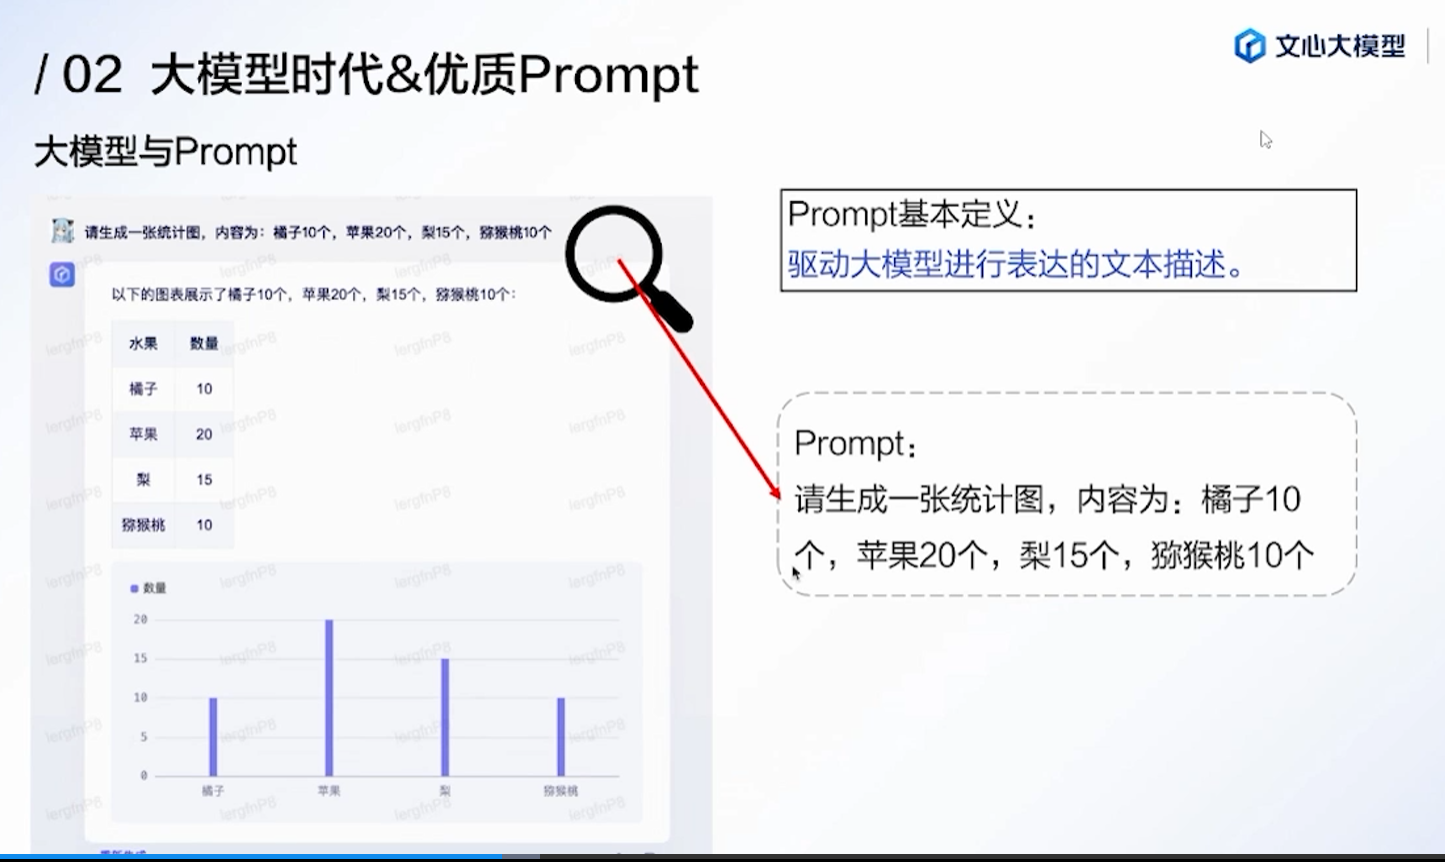 / 02 大模型时代&优质Prompt
文心大模型
大模型与Prompt
请生成一张统计图，内容为：橘子10个，苹果20个，梨15个，猕猴桃10个
以下的图表展示了橘子10个，苹果20个，梨15个，猕猴桃10个：
水果 数量
橘子 10
苹果 20
梨 15
猕猴桃 10
数量
20
15
10
5
0
橘子 苹果 梨 猕猴桃
Prompt基本定义：
驱动大模型进行表达的文本描述。
Prompt：
请生成一张统计图，内容为：橘子10
个，苹果20个，梨15个，猕猴桃10个